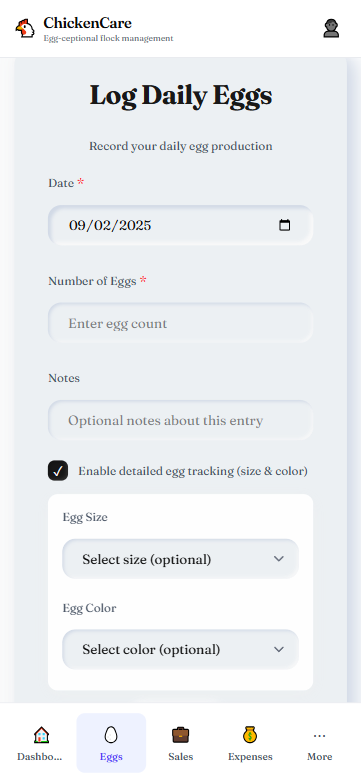 ChickenCare
Egg-ceptional flock management
Log Daily Eggs
Record your daily egg production
Date *
09/02/2025
Number of Eggs *
Enter egg count
Notes
Optional notes about this entry
Enable detailed egg tracking (size & color)
Egg Size
Select size (optional)
Egg Color
Select color (optional)
Dashbo... Eggs Sales Expenses More